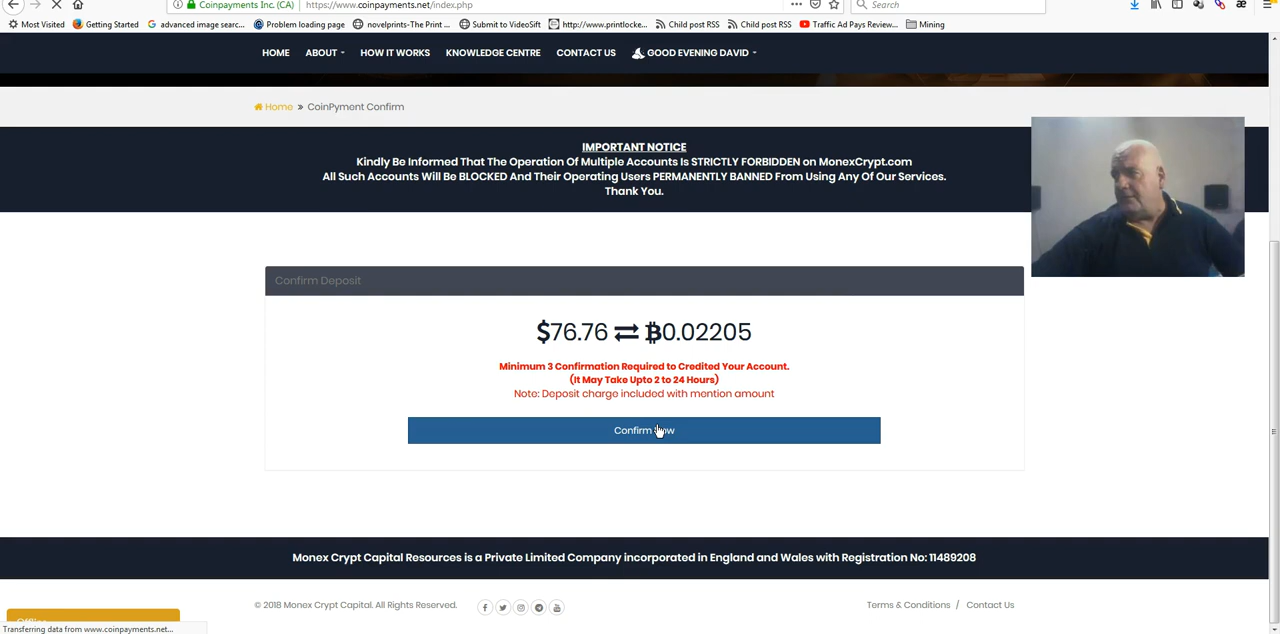 Coinpayments Inc. (CA)
https://www.coinpayments.net/index.php
Search
Most Visited
Getting Started
advanced image searc...
Problem loading page
novelprints-The Print ...
Submit to VideoSift
http://www.printlocke...
Child post RSS
Child post RSS
Traffic Ad Pays Review...
Mining
HOME
ABOUT
HOW IT WORKS
KNOWLEDGE CENTRE
CONTACT US
GOOD EVENING DAVID
Home » CoinPyment Confirm
IMPORTANT NOTICE
Kindly Be Informed That The Operation Of Multiple Accounts Is STRICTLY FORBIDDEN on MonexCrypt.com
All Such Accounts Will Be BLOCKED And Their Operating Users PERMANENTLY BANNED From Using Any Of Our Services.
Thank You.
Confirm Deposit
$76.76 ⇄ ₿0.02205
Minimum 3 Confirmation Required to Credited Your Account.
(It May Take Upto 2 to 24 Hours)
Note: Deposit charge included with mention amount
Confirm Now
Monex Crypt Capital Resources is a Private Limited Company incorporated in England and Wales with Registration No: 11489208
© 2018 Monex Crypt Capital. All Rights Reserved.
Terms & Conditions / Contact Us
Transferring data from www.coinpayments.net...